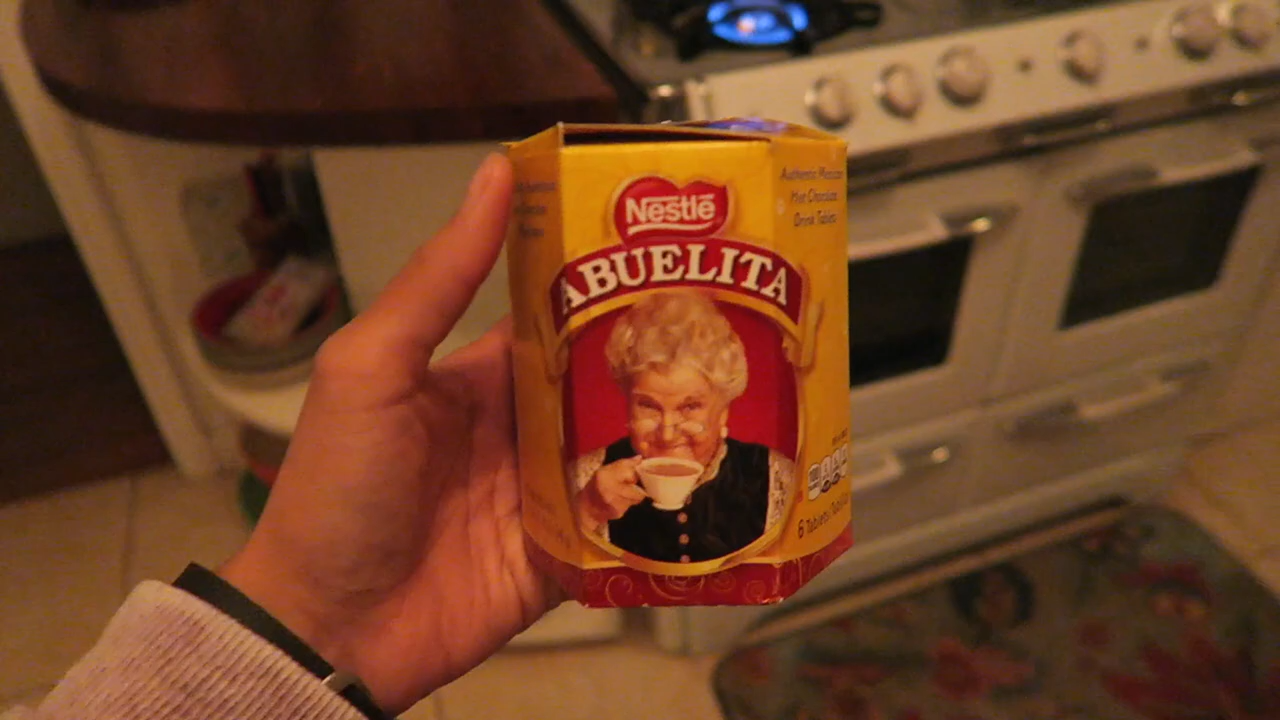 Nestlé
ABUELITA
Authentic Mexican
Hot Chocolate
Drink Tablets
6 Tablets